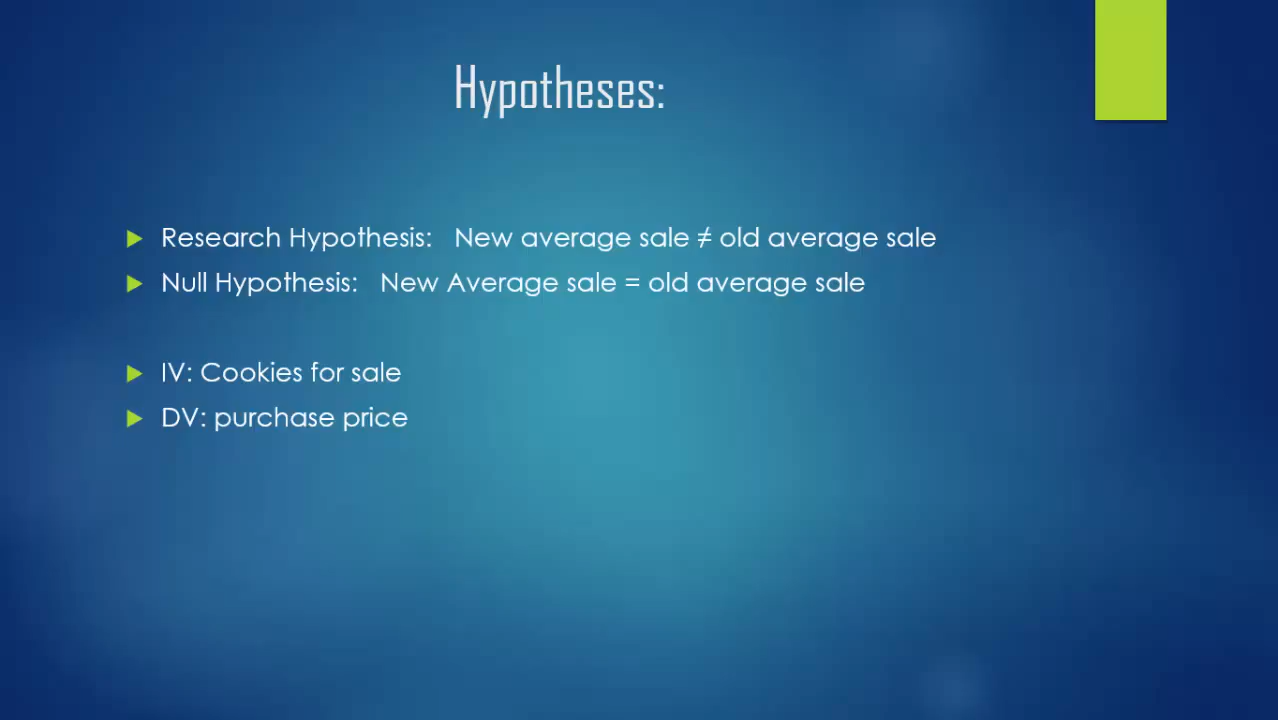 Hypotheses:
Research Hypothesis: New average sale ≠ old average sale
Null Hypothesis: New Average sale = old average sale
IV: Cookies for sale
DV: purchase price